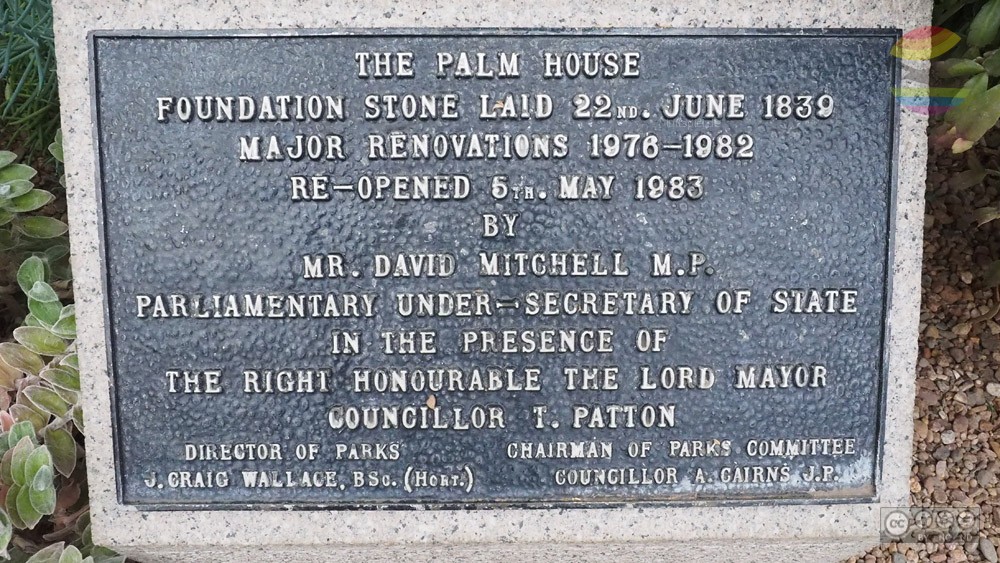 THE PALM HOUSE
FOUNDATION STONE LAID 22ND. JUNE 1839
MAJOR RENOVATIONS 1976-1982
RE-OPENED 5TH. MAY 1983
BY
MR. DAVID MITCHELL M.P.
PARLIAMENTARY UNDER-SECRETARY OF STATE
IN THE PRESENCE OF
THE RIGHT HONOURABLE THE LORD MAYOR
COUNCILLOR T. PATTON
DIRECTOR OF PARKS CHAIRMAN OF PARKS COMMITTEE
J. CRAIG WALLACE, BSC. (HORT.) COUNCILLOR A. CAIRNS J.P.
cc